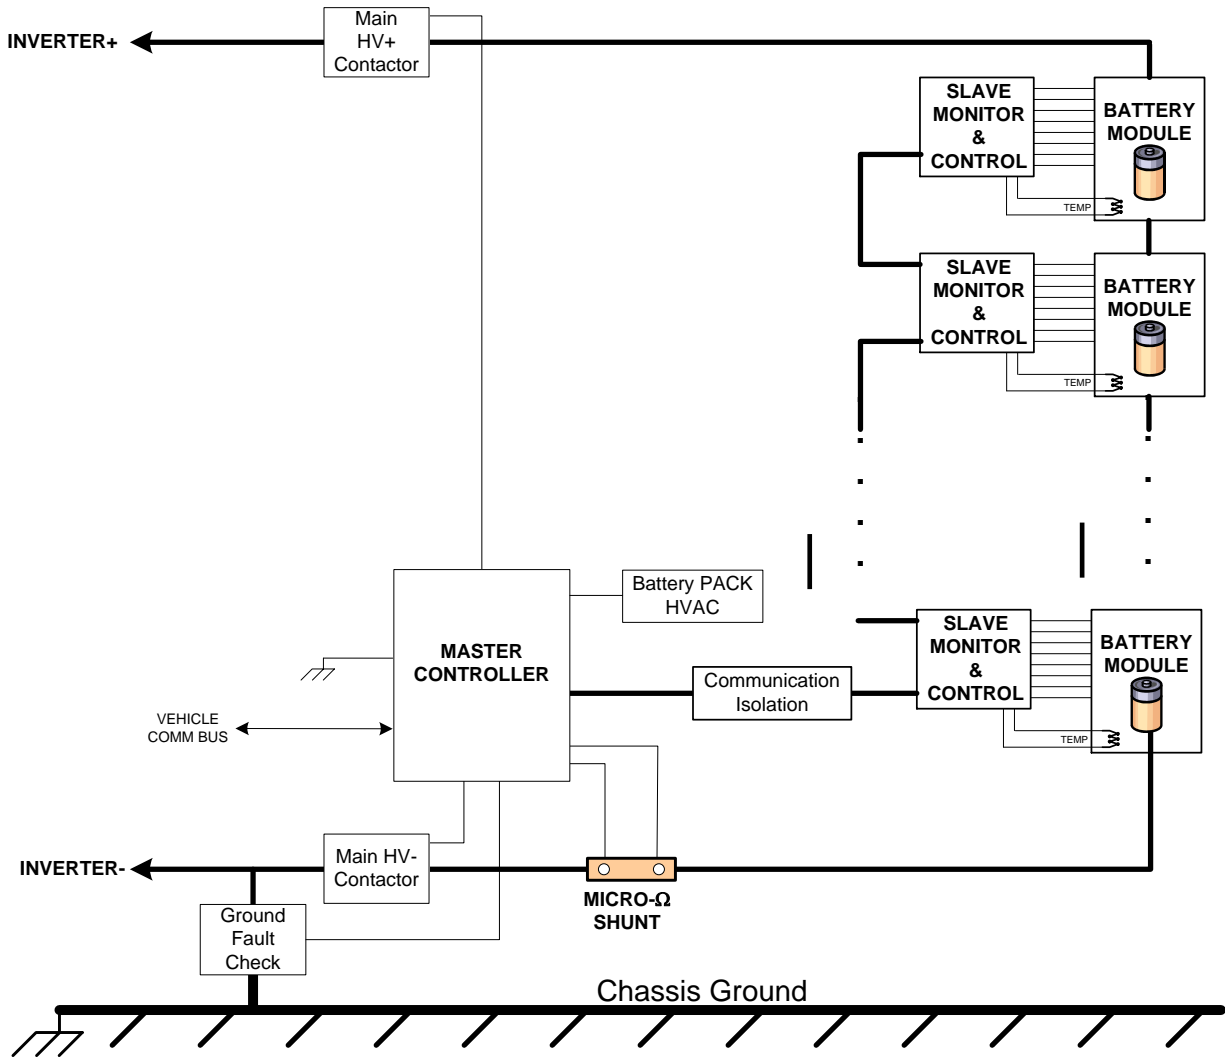 Main
HV+
Contactor
INVERTER+
SLAVE
MONITOR
&
CONTROL
BATTERY
MODULE
TEMP
SLAVE
MONITOR
&
CONTROL
BATTERY
MODULE
TEMP
Battery PACK
HVAC
MASTER
CONTROLLER
SLAVE
MONITOR
&
CONTROL
BATTERY
MODULE
TEMP
Communication
Isolation
VEHICLE
COMM BUS
INVERTER-
Main HV-
Contactor
MICRO-Ω
SHUNT
Ground
Fault
Check
Chassis Ground